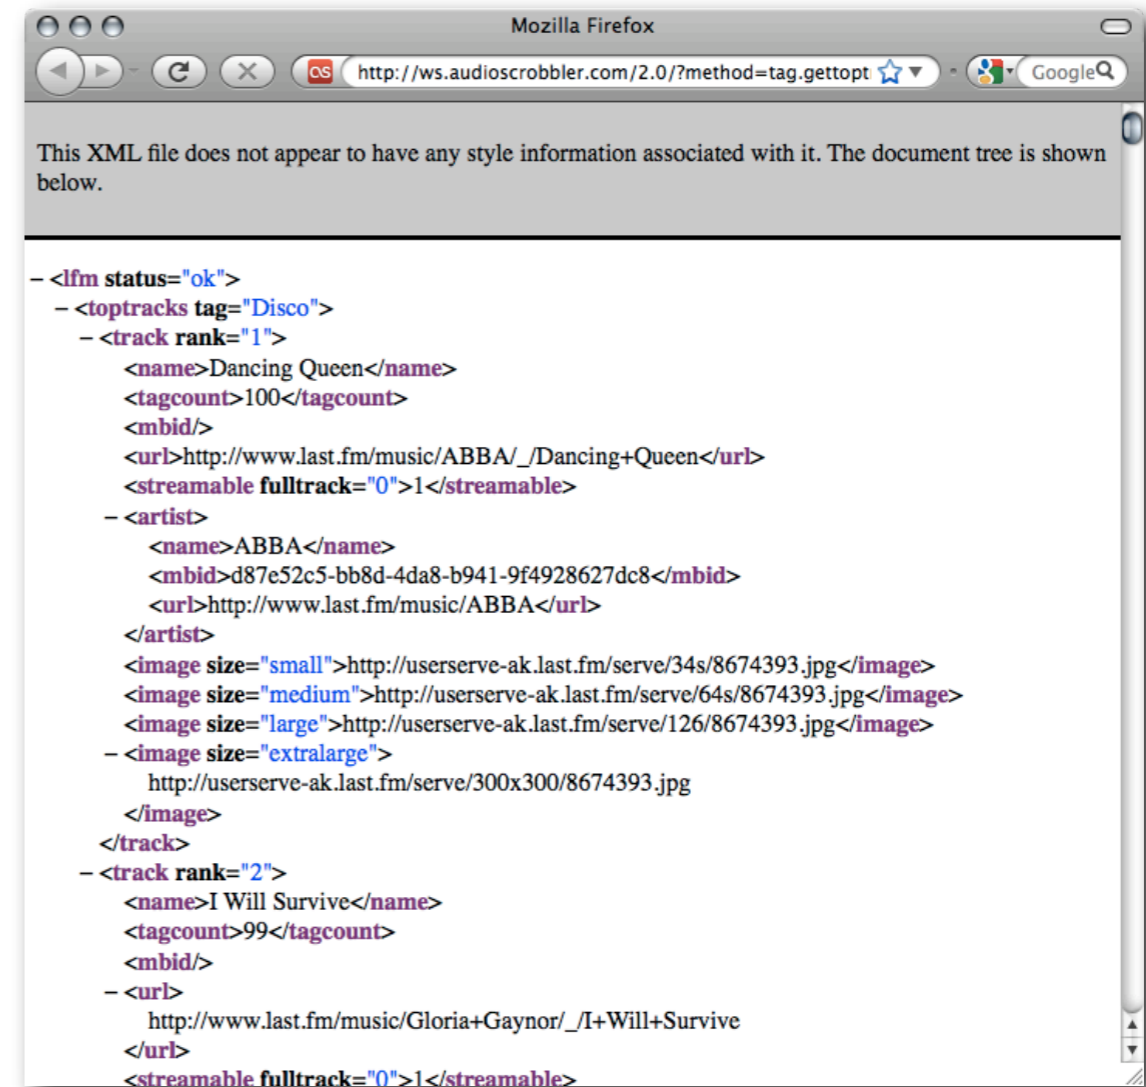 Mozilla Firefox
as http://ws.audioscrobbler.com/2.0/?method=tag.gettopt Google
This XML file does not appear to have any style information associated with it. The document tree is shown
below.
– <lfm status="ok">
– <toptracks tag="Disco">
– <track rank="1">
<name>Dancing Queen</name>
<tagcount>100</tagcount>
<mbid/>
<url>http://www.last.fm/music/ABBA/_/Dancing+Queen</url>
<streamable fulltrack="0">1</streamable>
– <artist>
<name>ABBA</name>
<mbid>d87e52c5-bb8d-4da8-b941-9f4928627dc8</mbid>
<url>http://www.last.fm/music/ABBA</url>
</artist>
<image size="small">http://userserve-ak.last.fm/serve/34s/8674393.jpg</image>
<image size="medium">http://userserve-ak.last.fm/serve/64s/8674393.jpg</image>
<image size="large">http://userserve-ak.last.fm/serve/126/8674393.jpg</image>
– <image size="extralarge">
http://userserve-ak.last.fm/serve/300x300/8674393.jpg
</image>
</track>
– <track rank="2">
<name>I Will Survive</name>
<tagcount>99</tagcount>
<mbid/>
– <url>
http://www.last.fm/music/Gloria+Gaynor/_/I+Will+Survive
</url>
<streamable fulltrack="0">1</streamable>